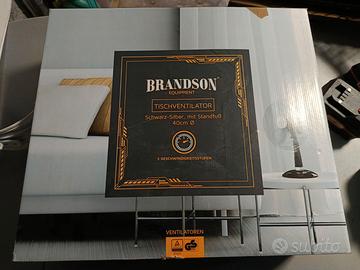 BRANDSON
EQUIPMENT
TISCHVENTILATOR
Schwarz-Silber, mit Standfuß
40cm Ø
3 GESCHWINDIGKEITSSTUFEN
VENTILATOREN
subito